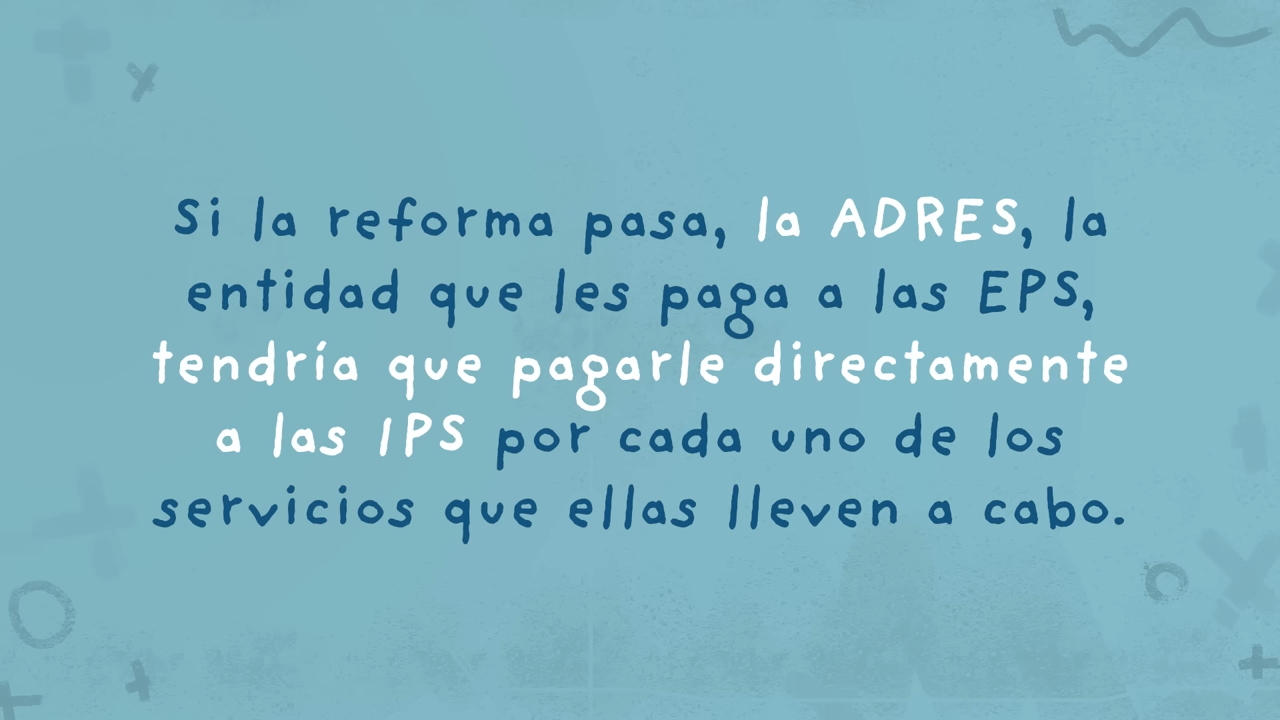 Si la reforma pasa, la ADRES, la
entidad que les paga a las EPS,
tendría que pagarle directamente
a las IPS por cada uno de los
servicios que ellas lleven a cabo.